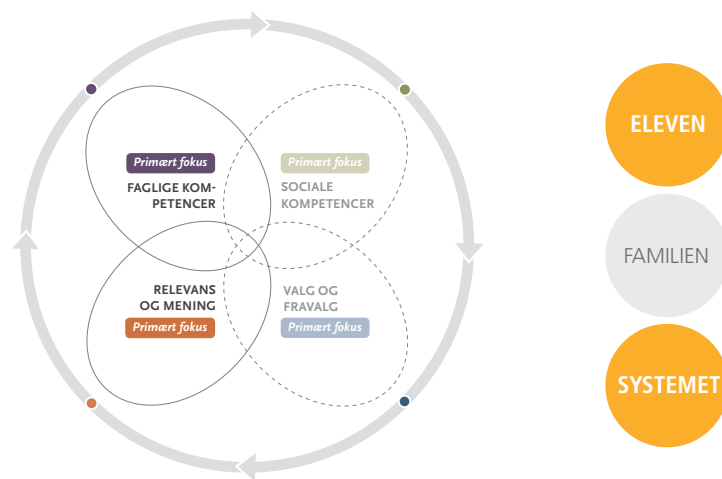 Primært fokus
FAGLIGE KOM-
PETENCER
Primært fokus
SOCIALE
KOMPETENCER
RELEVANS
OG MENING
Primært fokus
VALG OG
FRAVALG
Primært fokus
ELEVEN
FAMILIEN
SYSTEMET